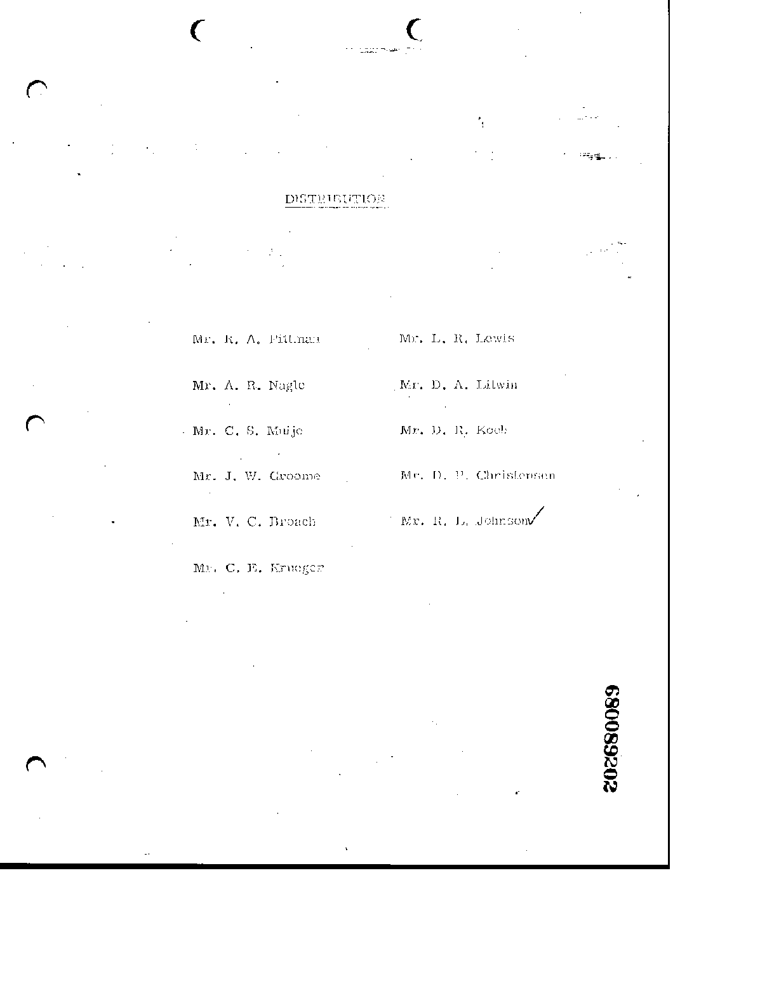 DISTRIBUTION
Mr. R. A. Pittman Mr. L. R. Lewis
Mr. A. R. Nagle Mr. D. A. Litwin
Mr. C. S. Muije Mr. D. R. Koch
Mr. J. W. Groome Mr. D. P. Christensen
Mr. V. C. Broach Mr. R. L. Johnson
Mr. C. E. Krueger
680089202